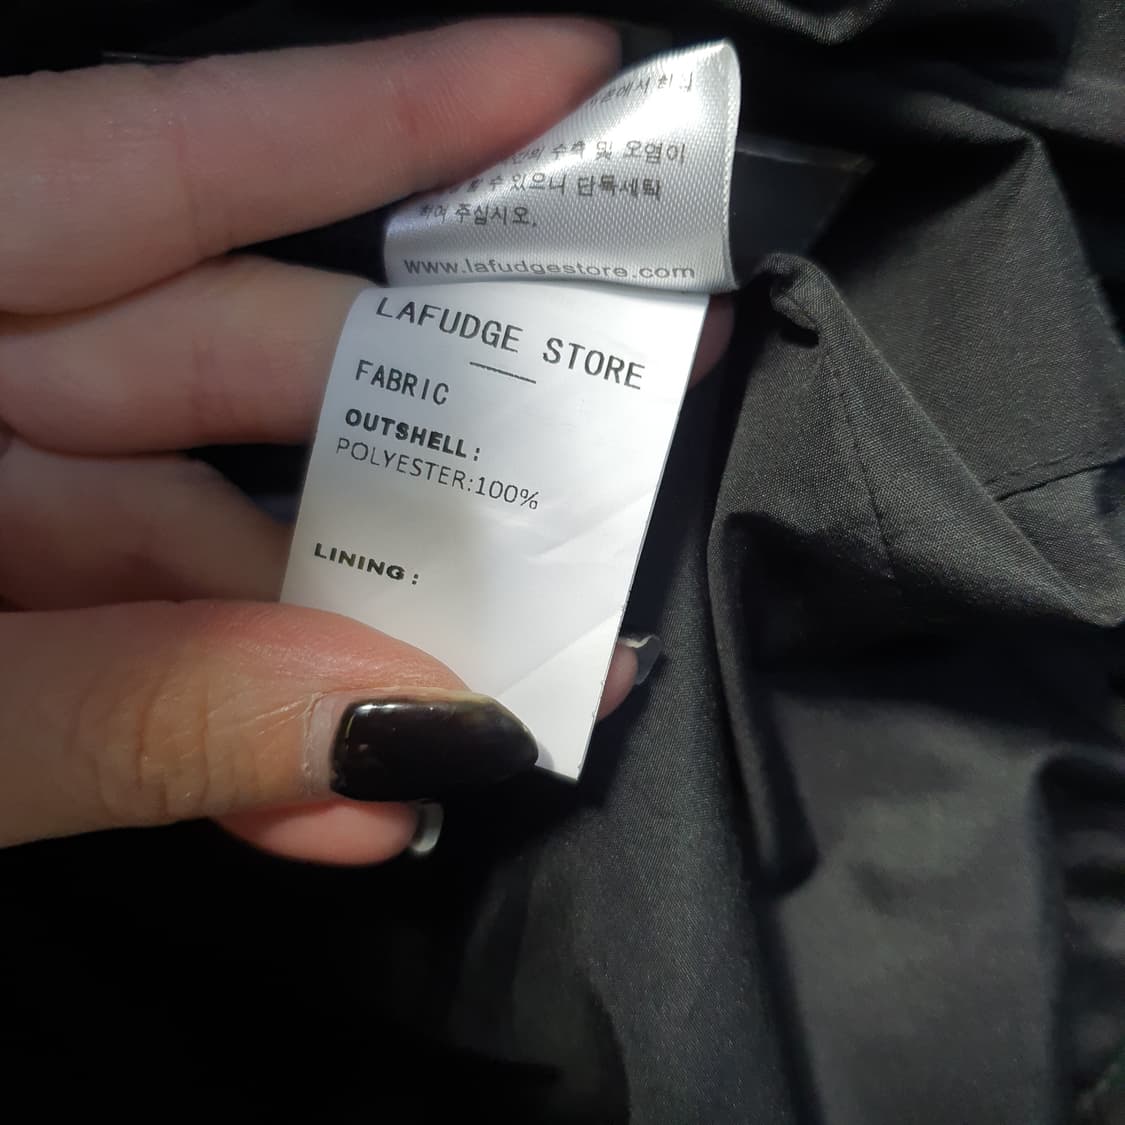 수축 및 오염이
수 있으니 단독세탁
하여 주십시오.
www.lafudgestore.com
LAFUDGE STORE
FABRIC
OUTSHELL:
POLYESTER:100%
LINING: